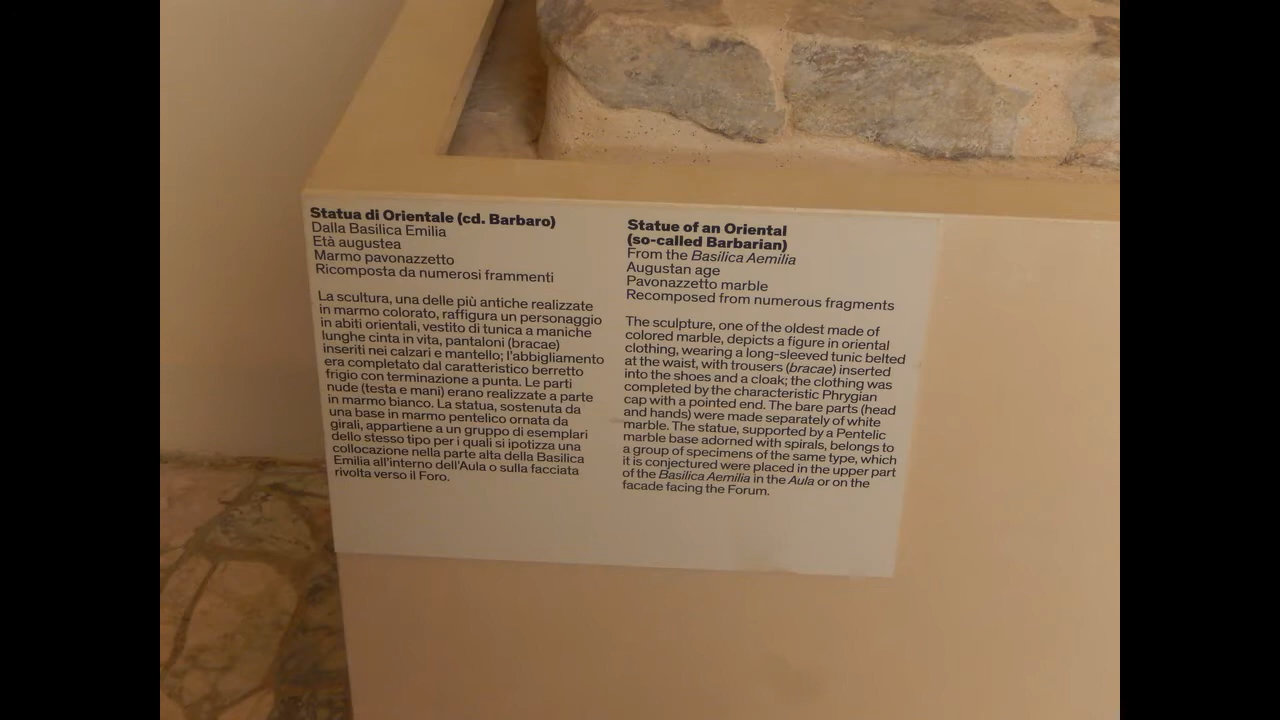 Statua di Orientale (cd. Barbaro)
Dalla Basilica Emilia
Età augustea
Marmo pavonazzetto
Ricomposta da numerosi frammenti
La scultura, una delle più antiche realizzate
in marmo colorato, raffigura un personaggio
in abiti orientali, vestito di tunica a maniche
lunghe cinta in vita, pantaloni (bracae)
inseriti nei calzari e mantello; l'abbigliamento
era completato dal caratteristico berretto
frigio con terminazione a punta. Le parti
nude (testa e mani) erano realizzate a parte
in marmo bianco. La statua, sostenuta da
una base in marmo pentelico ornata da
girali, appartiene a un gruppo di esemplari
dello stesso tipo per i quali si ipotizza una
collocazione nella parte alta della Basilica
Emilia all'interno dell'Aula o sulla facciata
rivolta verso il Foro.
Statue of an Oriental
(so-called Barbarian)
From the Basilica Aemilia
Augustan age
Pavonazzetto marble
Recomposed from numerous fragments
The sculpture, one of the oldest made of
colored marble, depicts a figure in oriental
clothing, wearing a long-sleeved tunic belted
at the waist, with trousers (bracae) inserted
into the shoes and a cloak; the clothing was
completed by the characteristic Phrygian
cap with a pointed end. The bare parts (head
and hands) were made separately of white
marble. The statue, supported by a Pentelic
marble base adorned with spirals, belongs to
a group of specimens of the same type, which
it is conjectured were placed in the upper part
of the Basilica Aemilia in the Aula or on the
facade facing the Forum.